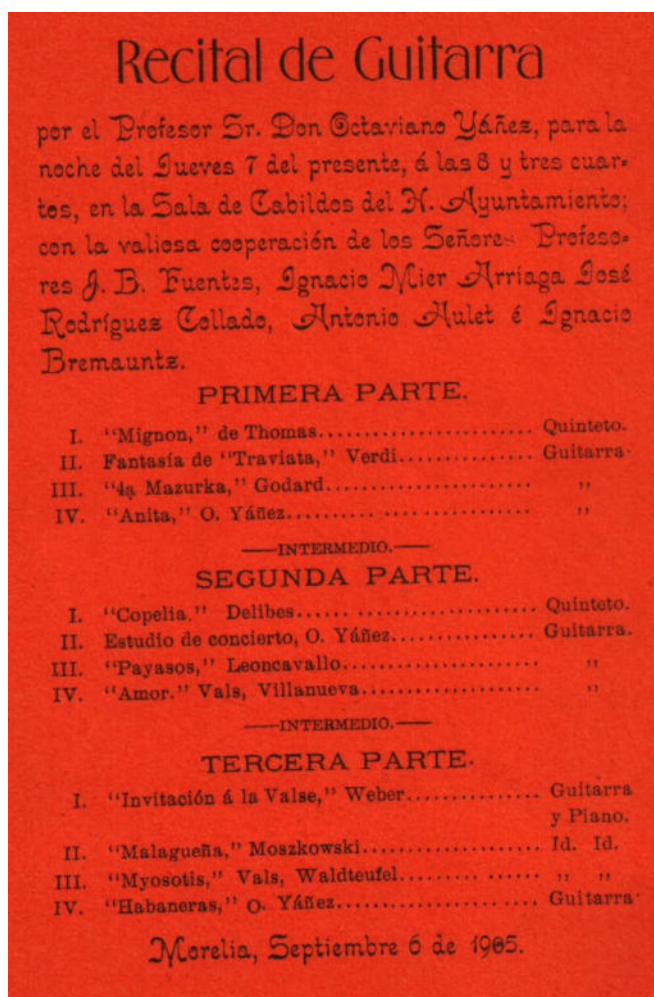 Recital de Guitarra
por el Profesor Sr. Don Octaviano Yáñez, para la
noche del Jueves 7 del presente, á las 8 y tres cuar-
tos, en la Sala de Cabildos del H. Ayuntamiento;
con la valiosa cooperación de los Señores Profeso-
res J. B. Fuentes, Ignacio Mier Arriaga José
Rodríguez Collado, Antonio Aulet é Ignacio
Bremauntz.
PRIMERA PARTE.
I. "Mignon," de Thomas........................ Quinteto.
II. Fantasía de "Traviata," Verdi............... Guitarra.
III. "4ª Mazurka," Godard....................... ,,
IV. "Anita," O. Yáñez.......... .... .............. ,,
——INTERMEDIO.——
SEGUNDA PARTE.
I. "Copelia." Delibes...... .................... Quinteto.
II. Estudio de concierto, O. Yáñez................ Guitarra.
III. "Payasos," Leoncavallo...................... ,,
IV. "Amor." Vals, Villanueva.................... ,,
——INTERMEDIO.——
TERCERA PARTE.
I. "Invitación á la Valse," Weber............... Guitarra
y Piano.
II. "Malagueña," Moszkowski.................... Id. Id.
III. "Myosotis," Vals, Waldteufel......... ...... ,, ,,
IV. "Habaneras," O. Yáñez....................... Guitarra.
Morelia, Septiembre 6 de 1905.